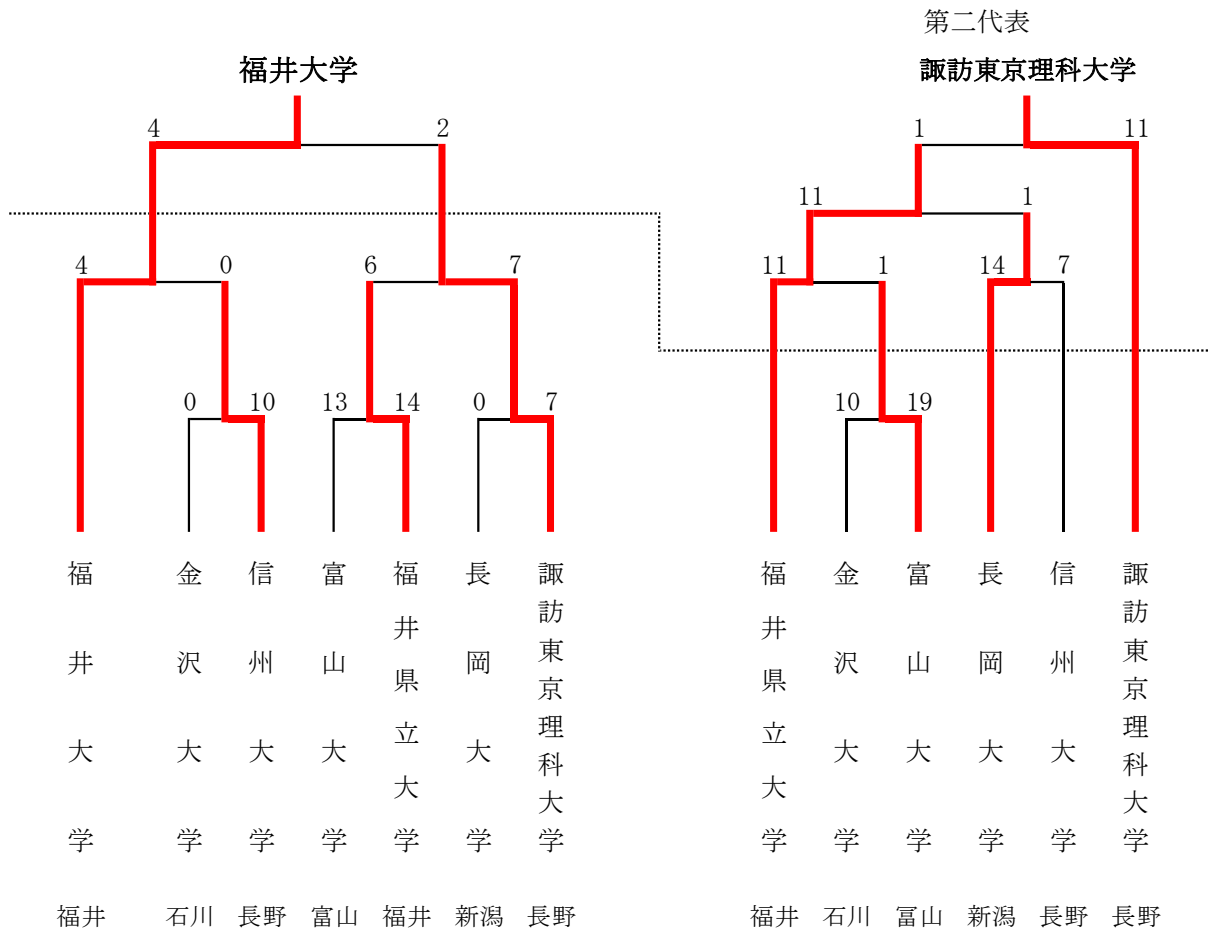 第二代表
福井大学
諏訪東京理科大学
4
2
1
11
11
1
4
0
6
7
11
1
14
7
0
10
13
14
0
7
10
19
福井大学
金沢大学
信州大学
富山大学
福井県立大学
長岡大学
諏訪東京理科大学
福井県立大学
金沢大学
富山大学
長岡大学
信州大学
諏訪東京理科大学
福井
石川
長野
富山
福井
新潟
長野
福井
石川
冨山
新潟
長野
長野